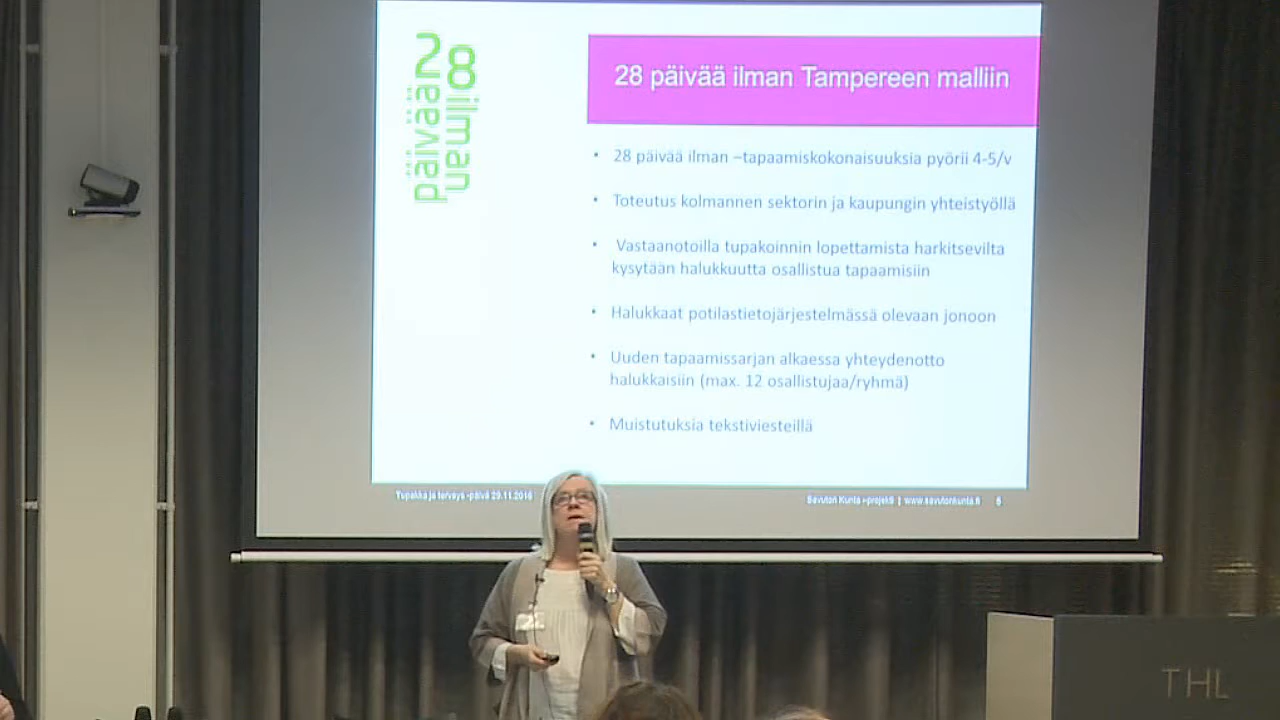 28
päivää
ilman
28 päivää ilman Tampereen malliin
• 28 päivää ilman –tapaamiskokonaisuuksia pyörii 4-5/v
• Toteutus kolmannen sektorin ja kaupungin yhteistyöllä
• Vastaanotoilla tupakoinnin lopettamista harkitsevilta
kysytään halukkuutta osallistua tapaamisiin
• Halukkaat potilastietojärjestelmässä olevaan jonoon
• Uuden tapaamissarjan alkaessa yhteydenotto
halukkaisiin (max. 12 osallistujaa/ryhmä)
• Muistutuksia tekstiviesteillä
Tupakka ja terveys -päivä 29.11.2016
Savuton Kunta –projekti | www.savutonkunta.fi
THL